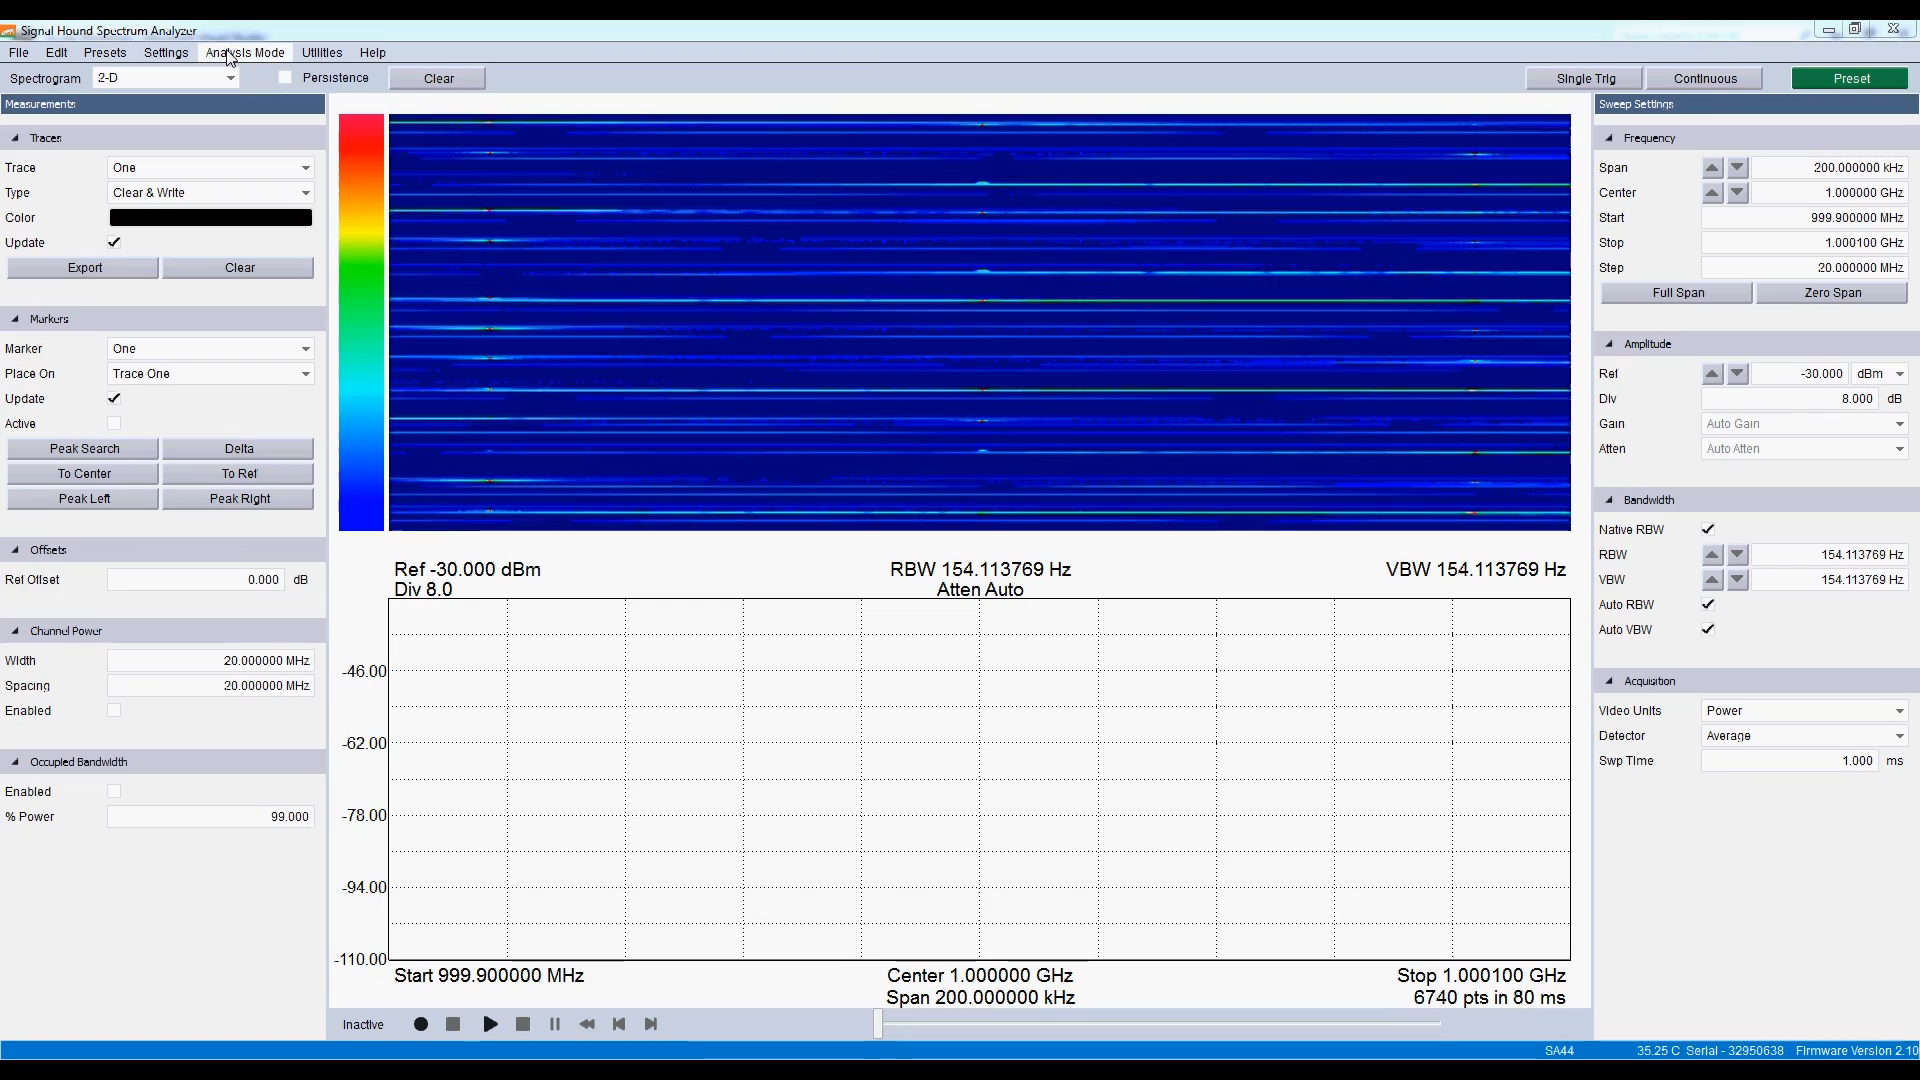 Signal Hound Spectrum Analyzer
File Edit Presets Settings Analysis Mode Utilities Help
Spectrogram 2-D Persistence Clear Single Trig Continuous Preset
Measurements
Traces
Trace One
Type Clear & Write
Color
Update
Export Clear
Markers
Marker One
Place On Trace One
Update
Active
Peak Search Delta
To Center To Ref
Peak Left Peak Right
Offsets
Ref Offset 0.000 dB
Channel Power
Width 20.000000 MHz
Spacing 20.000000 MHz
Enabled
Occupied Bandwidth
Enabled
% Power 99.000
Ref -30.000 dBm RBW 154.113769 Hz VBW 154.113769 Hz
Div 8.0 Atten Auto
-46.00
-62.00
-78.00
-94.00
-110.00
Start 999.900000 MHz Center 1.000000 GHz Stop 1.000100 GHz
Span 200.000000 kHz 6740 pts in 80 ms
Inactive
Sweep Settings
Frequency
Span 200.000000 kHz
Center 1.000000 GHz
Start 999.900000 MHz
Stop 1.000100 GHz
Step 20.000000 MHz
Full Span Zero Span
Amplitude
Ref -30.000 dBm
Div 8.000 dB
Gain Auto Gain
Atten Auto Atten
Bandwidth
Native RBW
RBW 154.113769 Hz
VBW 154.113769 Hz
Auto RBW
Auto VBW
Acquisition
Video Units Power
Detector Average
Swp Time 1.000 ms
SA44 35.25 C Serial - 32950638 Firmware Version 2.10